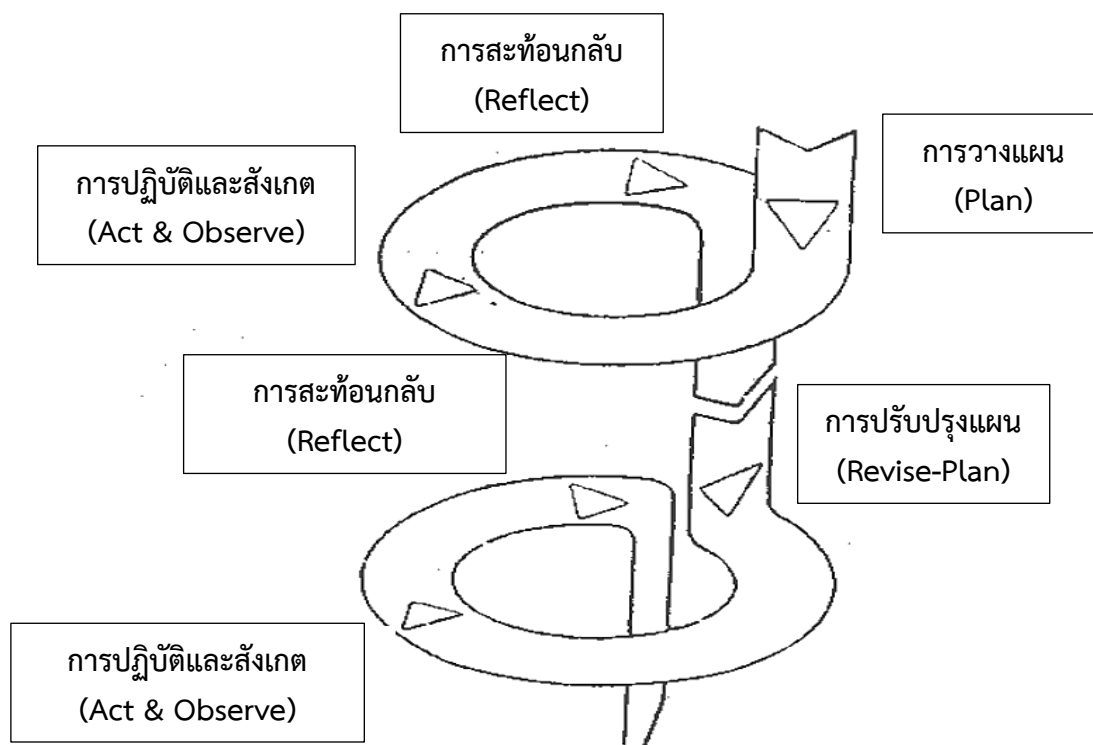 การสะท้อนกลับ
(Reflect)
การวางแผน
(Plan)
การปฏิบัติและสังเกต
(Act & Observe)
การสะท้อนกลับ
(Reflect)
การปรับปรุงแผน
(Revise-Plan)
การปฏิบัติและสังเกต
(Act & Observe)